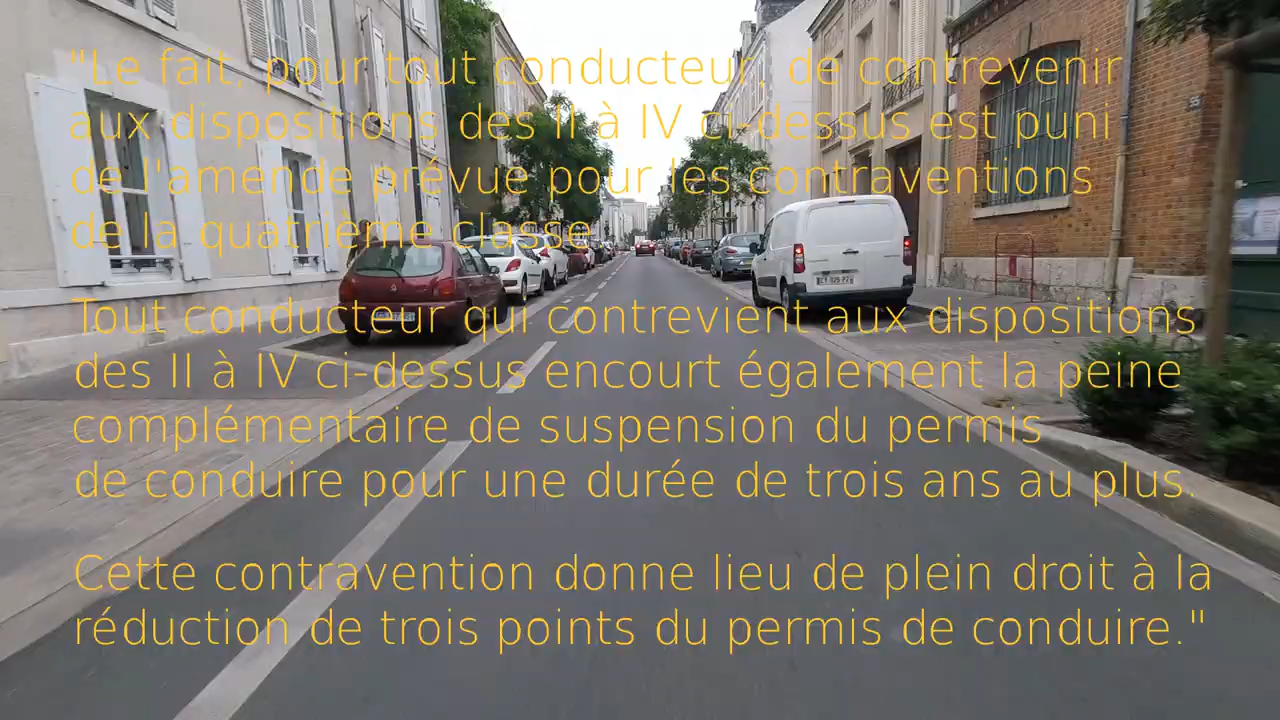 "Le fait, pour tout conducteur, de contrevenir
aux dispositions des II à IV ci-dessus est puni
de l'amende prévue pour les contraventions
de la quatrième classe.
Tout conducteur qui contrevient aux dispositions
des II à IV ci-dessus encourt également la peine
complémentaire de suspension du permis
de conduire pour une durée de trois ans au plus.
Cette contravention donne lieu de plein droit à la
réduction de trois points du permis de conduire."